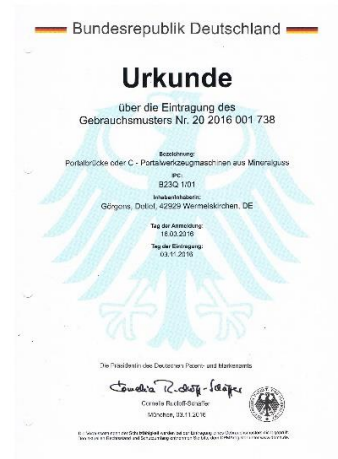 Bundesrepublik Deutschland
Urkunde
über die Eintragung des
Gebrauchsmusters Nr. 20 2016 001 738
Bezeichnung:
Portalbrücke oder C - Portalwerkzeugmaschinen aus Mineralguss
IPC:
B23Q 1/01
Inhaber/Inhaberin:
Görgens, Detlef, 42929 Wermelskirchen, DE
Tag der Anmeldung:
18.03.2016
Tag der Eintragung:
03.11.2016
Die Präsidentin des Deutschen Patent- und Markenamts
Cornelia Rudloff-Schäffer
München, 03.11.2016